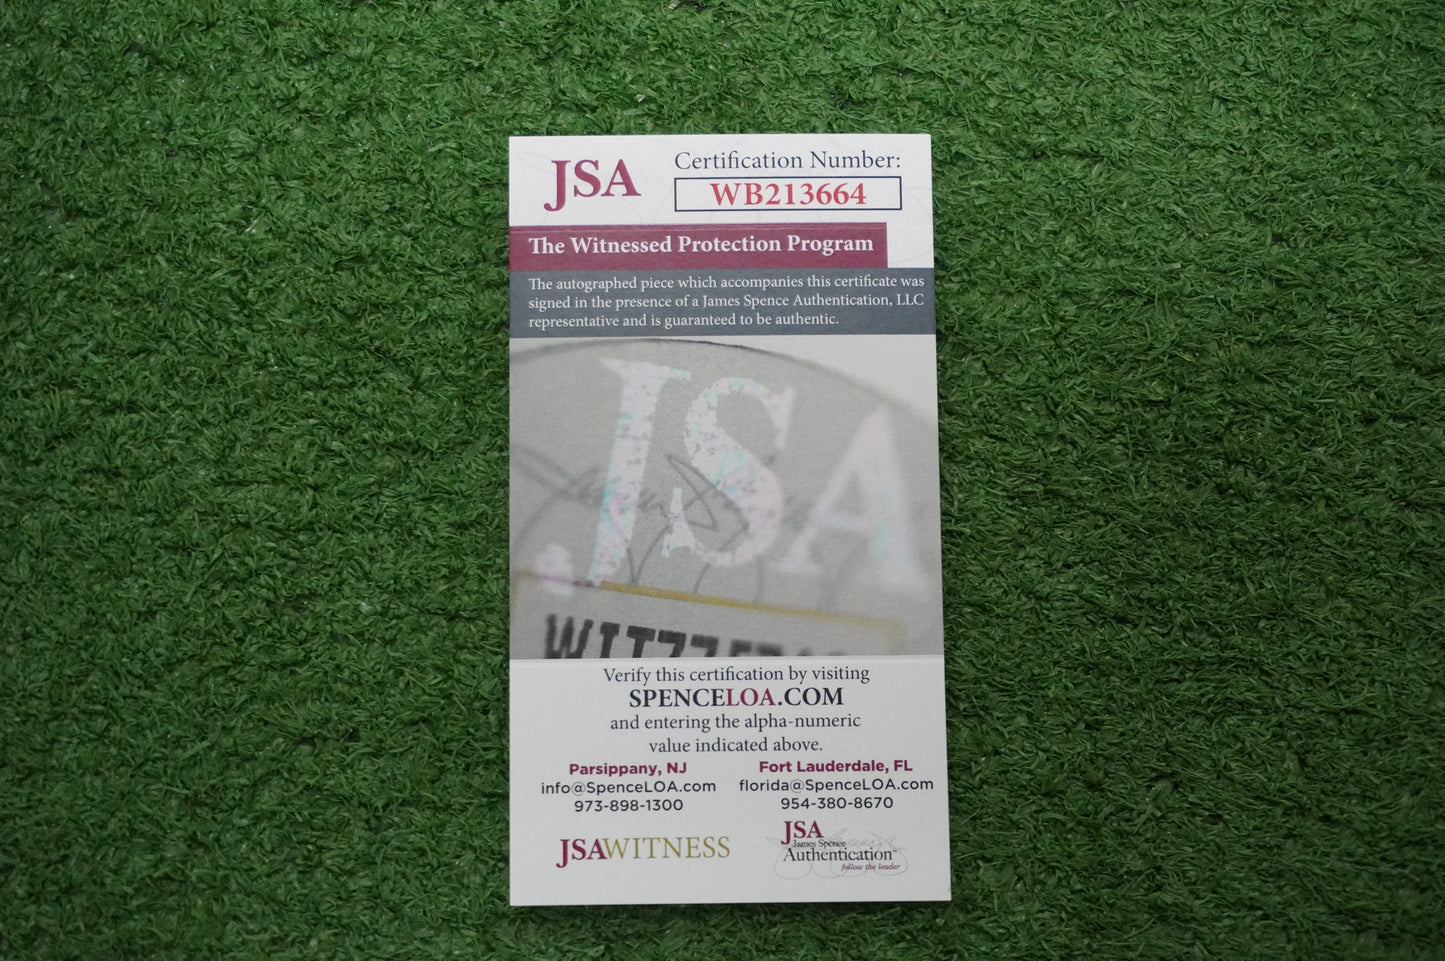 JSA
Certification Number:
WB213664
The Witnessed Protection Program
The autographed piece which accompanies this certificate was
signed in the presence of a James Spence Authentication, LLC
representative and is guaranteed to be authentic.
JSA
Verify this certification by visiting
SPENCELOA.COM
and entering the alpha-numeric
value indicated above.
Parsippany, NJ
info@SpenceLOA.com
973-898-1300
Fort Lauderdale, FL
florida@SpenceLOA.com
954-380-8670
JSAWITNESS
JSA
James Spence
Authentication™
follow the leader